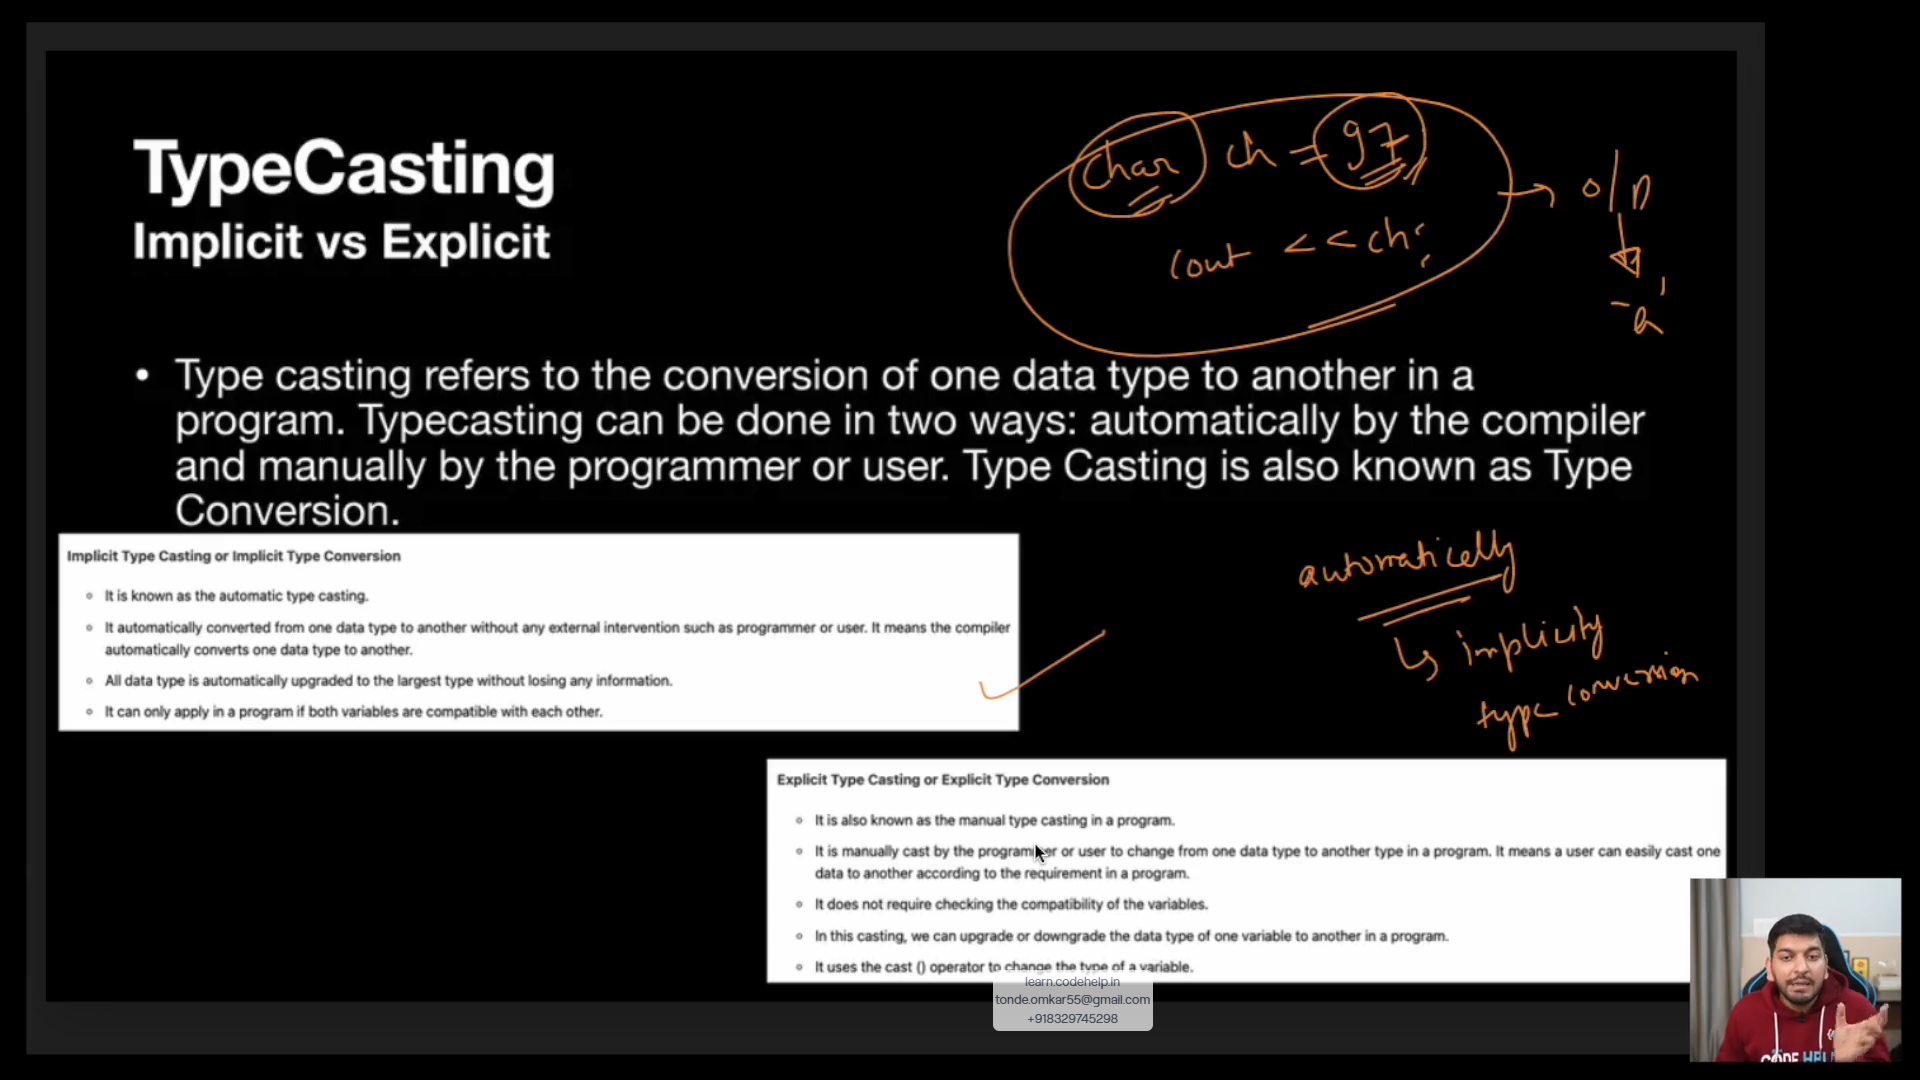 TypeCasting
Implicit vs Explicit
char ch = 97;
cout << ch;
o/p
'a'
• Type casting refers to the conversion of one data type to another in a
program. Typecasting can be done in two ways: automatically by the compiler
and manually by the programmer or user. Type Casting is also known as Type
Conversion.
Implicit Type Casting or Implicit Type Conversion
It is known as the automatic type casting.
It automatically converted from one data type to another without any external intervention such as programmer or user. It means the compiler
automatically converts one data type to another.
All data type is automatically upgraded to the largest type without losing any information.
It can only apply in a program if both variables are compatible with each other.
automatically
implicity
type conversion
Explicit Type Casting or Explicit Type Conversion
It is also known as the manual type casting in a program.
It is manually cast by the programmer or user to change from one data type to another type in a program. It means a user can easily cast one
data to another according to the requirement in a program.
It does not require checking the compatibility of the variables.
In this casting, we can upgrade or downgrade the data type of one variable to another in a program.
It uses the cast () operator to change the type of a variable.
learn.codehelp.in
tonde.omkar55@gmail.com
+918329745298
CODE HEL